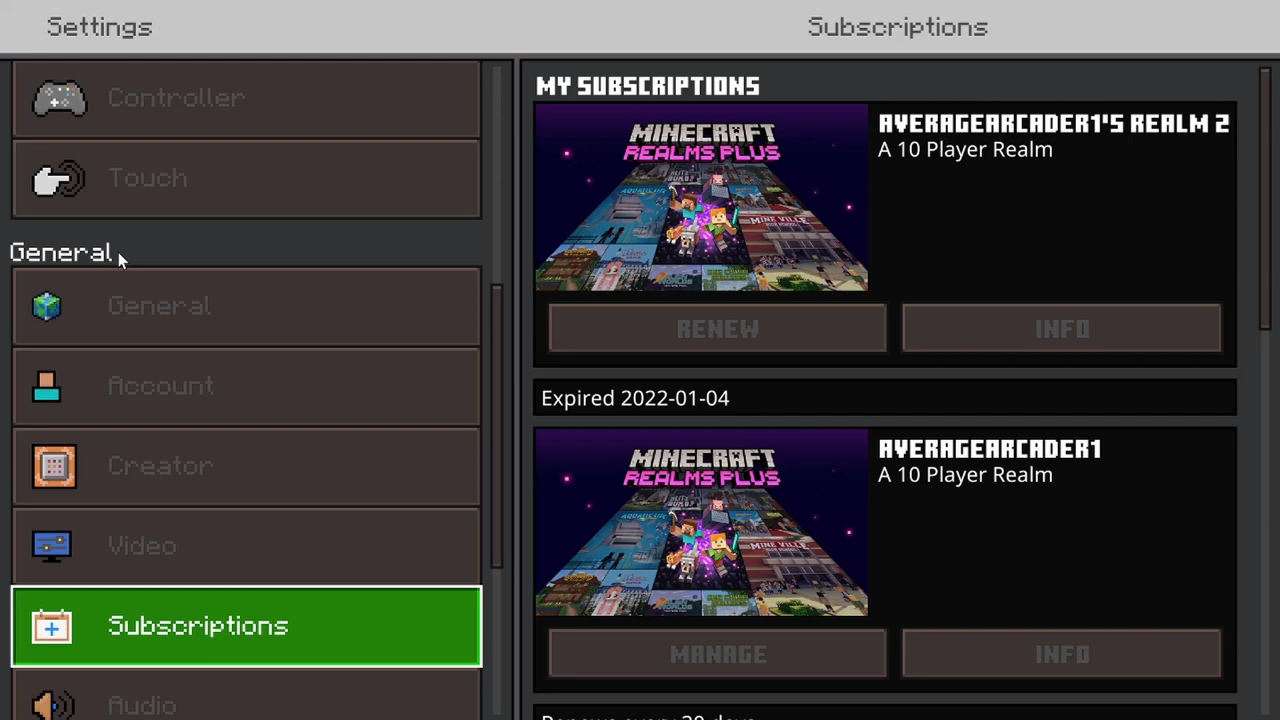 Settings
Subscriptions
Controller
Touch
General
General
Account
Creator
Video
Subscriptions
Audio
MY SUBSCRIPTIONS
MINECRAFT
REALMS PLUS
AVERAGEARCADER1'S REALM 2
A 10 Player Realm
RENEW
INFO
Expired 2022-01-04
MINECRAFT
REALMS PLUS
AVERAGEARCADER1
A 10 Player Realm
MANAGE
INFO